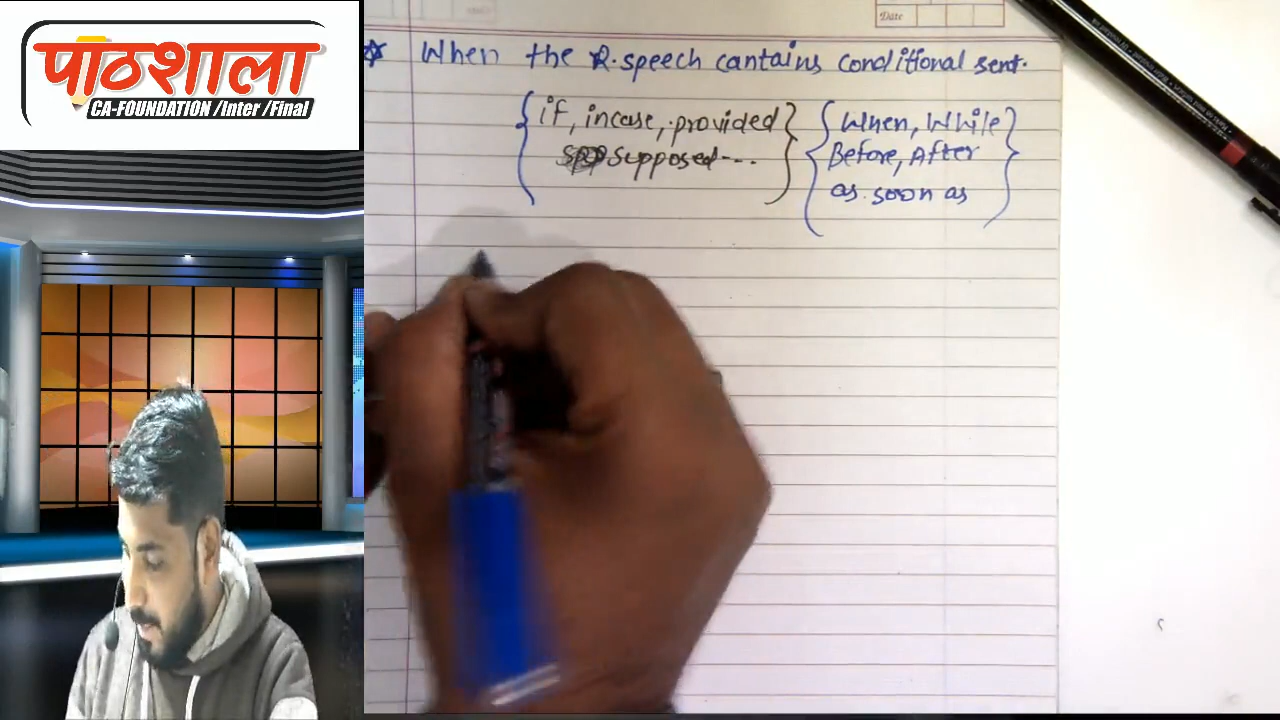 पाठशाला
CA-FOUNDATION /Inter /Final
Date
☆ When the R.speech cantains conditional sent.
{if, incase, provided} {When, While
supposed--- Before, After
as soon as}